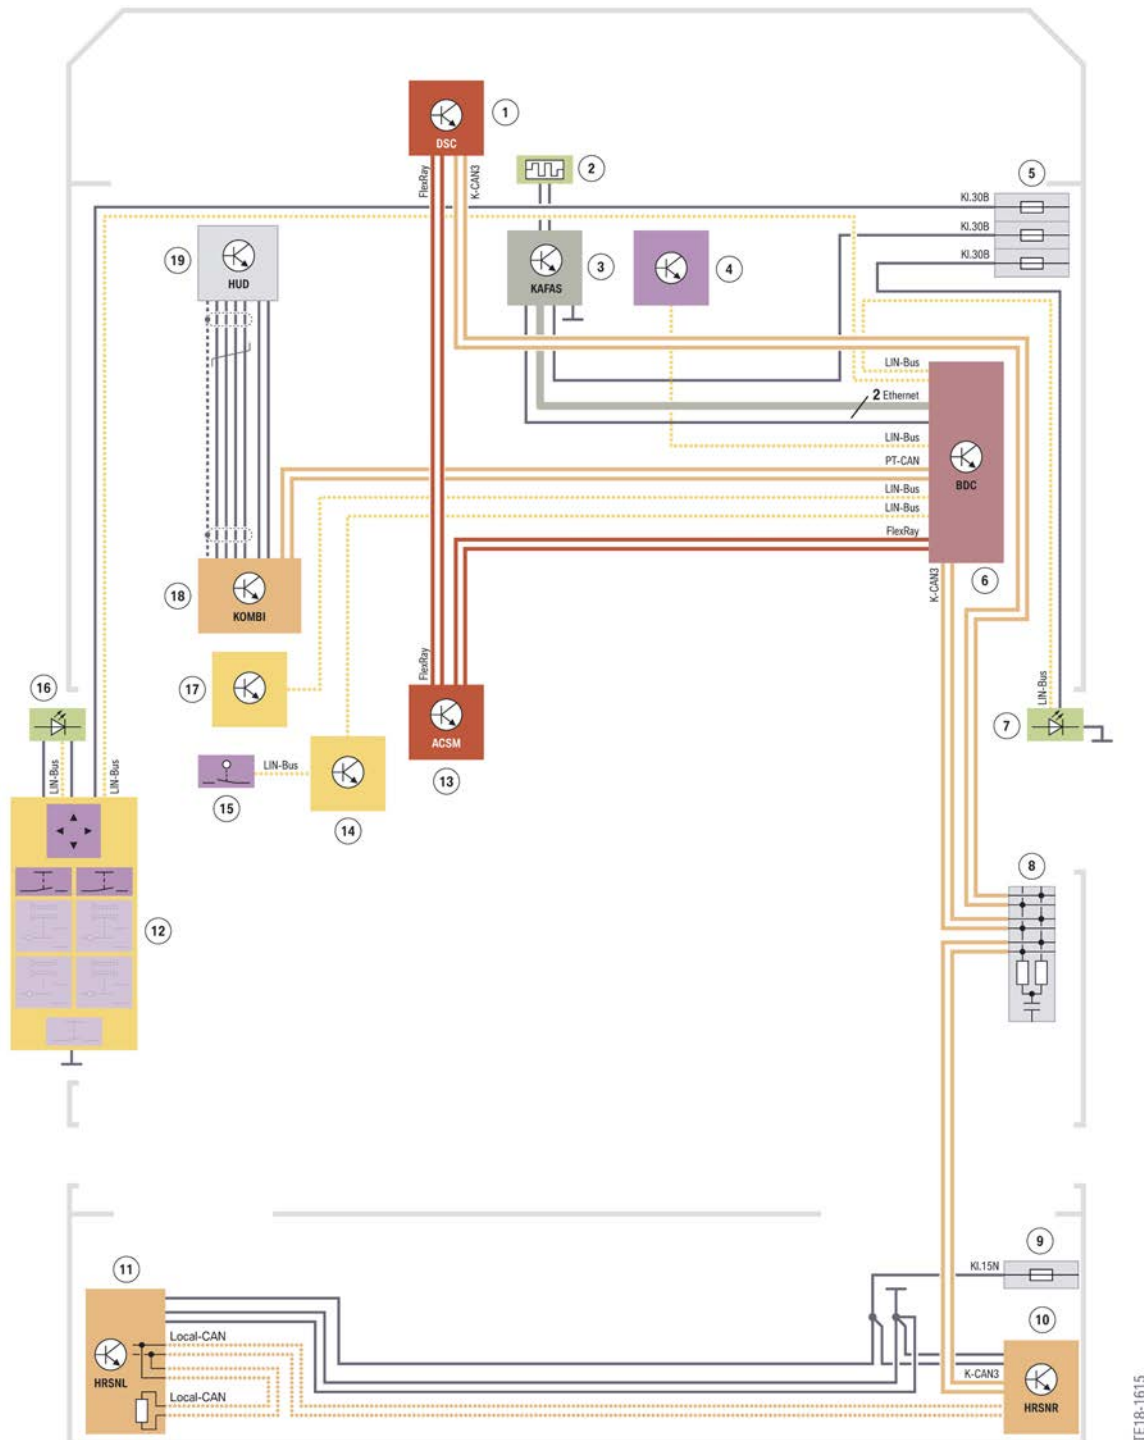 1
DSC
FlexRay
K-CAN3
2
5
Kl.30B
Kl.30B
Kl.30B
19
HUD
3
KAFAS
4
LIN-Bus
2 Ethernet
LIN-Bus
PT-CAN
LIN-Bus
LIN-Bus
FlexRay
BDC
6
K-CAN3
18
KOMBI
FlexRay
17
16
LIN-Bus
7
ACSM
13
LIN-Bus
LIN-Bus
15
LIN-Bus
14
8
12
9
Kl.15N
11
10
Local-CAN
HRSNL
Local-CAN
K-CAN3
HRSNR
TE18-1615